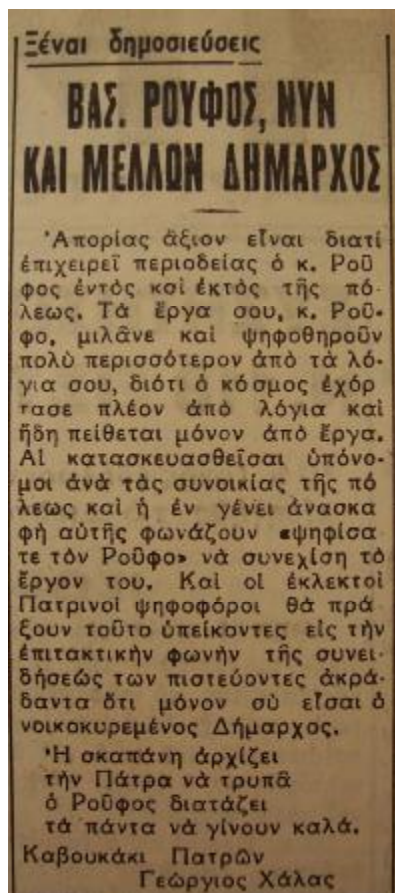 Ξέναι δημοσιεύσεις
ΒΑΣ. ΡΟΥΦΟΣ, ΝΥΝ
ΚΑΙ ΜΕΛΛΩΝ ΔΗΜΑΡΧΟΣ
Ἀπορίας ἄξιον εἶναι διατί
ἐπιχειρεῖ περιοδείας ὁ κ. Ροῦ
φος ἐντὸς καὶ ἐκτὸς τῆς πό
λεως. Τὰ ἔργα σου, κ. Ροῦ-
φο, μιλᾶνε καὶ ψηφοθηροῦν
πολὺ περισσότερον ἀπὸ τὰ λό-
για σου, διότι ὁ κόσμος ἐχόρ
τασε πλέον ἀπὸ λόγια καὶ
ἤδη πείθεται μόνον ἀπὸ ἔργα.
Αἱ κατασκευασθεῖσαι ὑπόνο-
μοι ἀνὰ τὰς συνοικίας τῆς πό
λεως καὶ ἡ ἐν γένει ἀνασκα
φὴ αὐτῆς φωνάζουν «ψηφίσα
τε τὸν Ροῦφο» νὰ συνεχίση τὸ
ἔργον του. Καὶ οἱ ἐκλεκτοὶ
Πατρινοὶ ψηφοφόροι θὰ πρά
ξουν τοῦτο ὑπείκοντες εἰς τὴν
ἐπιτακτικὴν φωνὴν τῆς συνει-
δήσεώς των πιστεύοντες ἀκρά-
δαντα ὅτι μόνον σὺ εἶσαι ὁ
νοικοκυρεμένος Δήμαρχος.
Ἡ σκαπάνη ἀρχίζει
τὴν Πάτρα νὰ τρυπᾶ
ὁ Ροῦφος διατάζει
τὰ πάντα νὰ γίνουν καλά.
Καβουκάκι Πατρῶν
Γεώργιος Χάλας